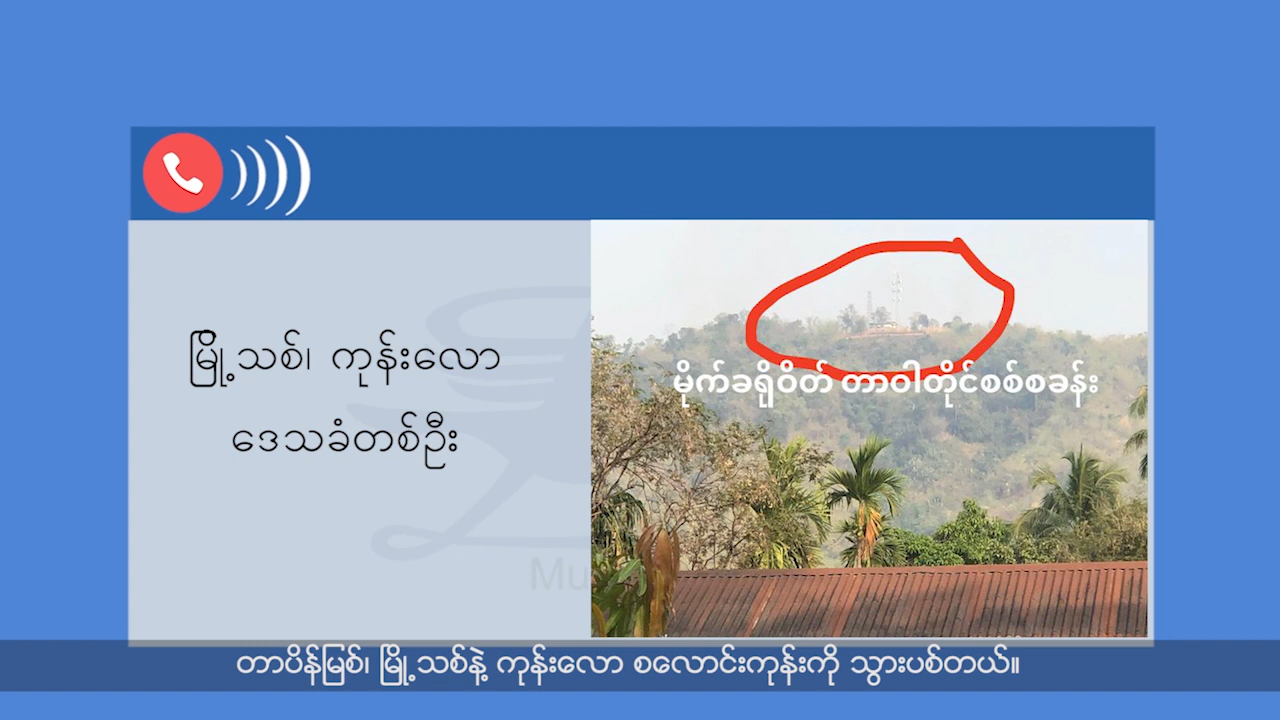 မြို့သစ်၊ ကုန်းလော
ဒေသခံတစ်ဦး
မိုက်ခရိုဝိတ် တာဝါတိုင်စစ်စခန်း
Mu
တာပိန်မြစ်၊ မြို့သစ်နဲ့ ကုန်းလော စလောင်းကုန်းကို သွားပစ်တယ်။